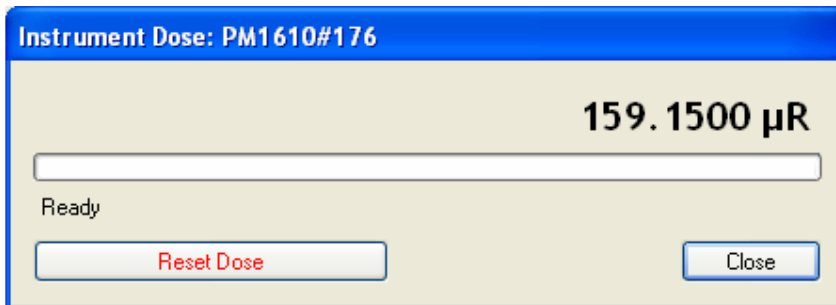 Instrument Dose: PM1610#176
159.1500 µR
Ready
Reset Dose Close